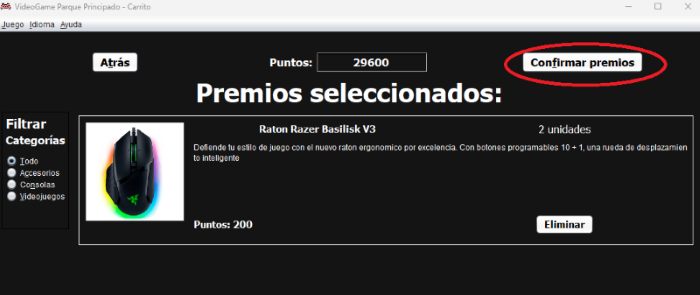 VideoGame Parque Principado - Carrito
Juego Idioma Ayuda
Atrás
Puntos: 29600
Confirmar premios
Premios seleccionados:
Filtrar
Categorías
Todo
Accesorios
Consolas
Videojuegos
Raton Razer Basilisk V3
2 unidades
Defiende tu estilo de juego con el nuevo raton ergonomico por excelencia. Con botones programables 10 + 1, una rueda de desplazamien
to inteligente
Puntos: 200
Eliminar